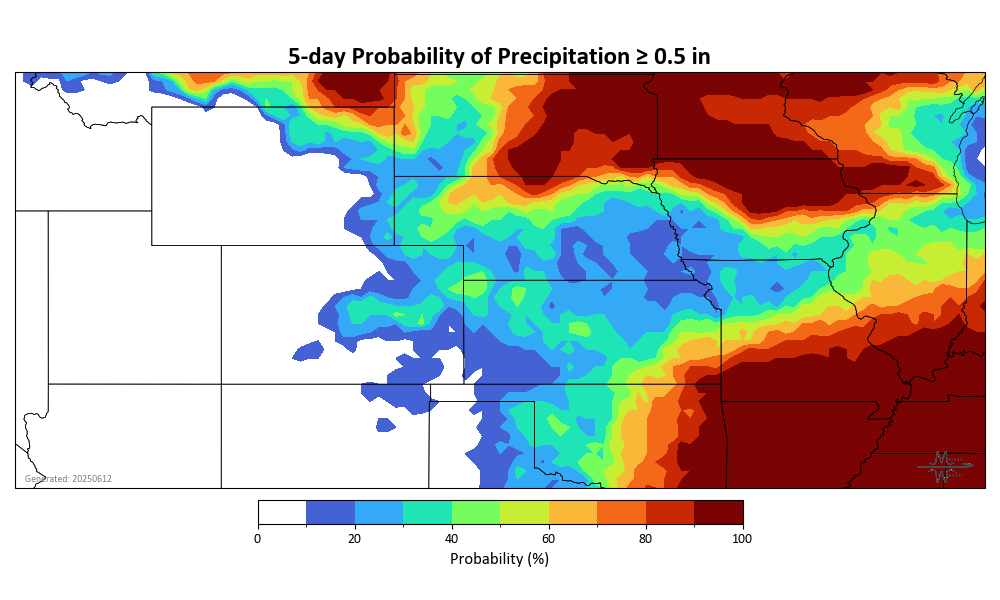 5-day Probability of Precipitation ≥ 0.5 in
Generated: 20250612
0 20 40 60 80 100
Probability (%)